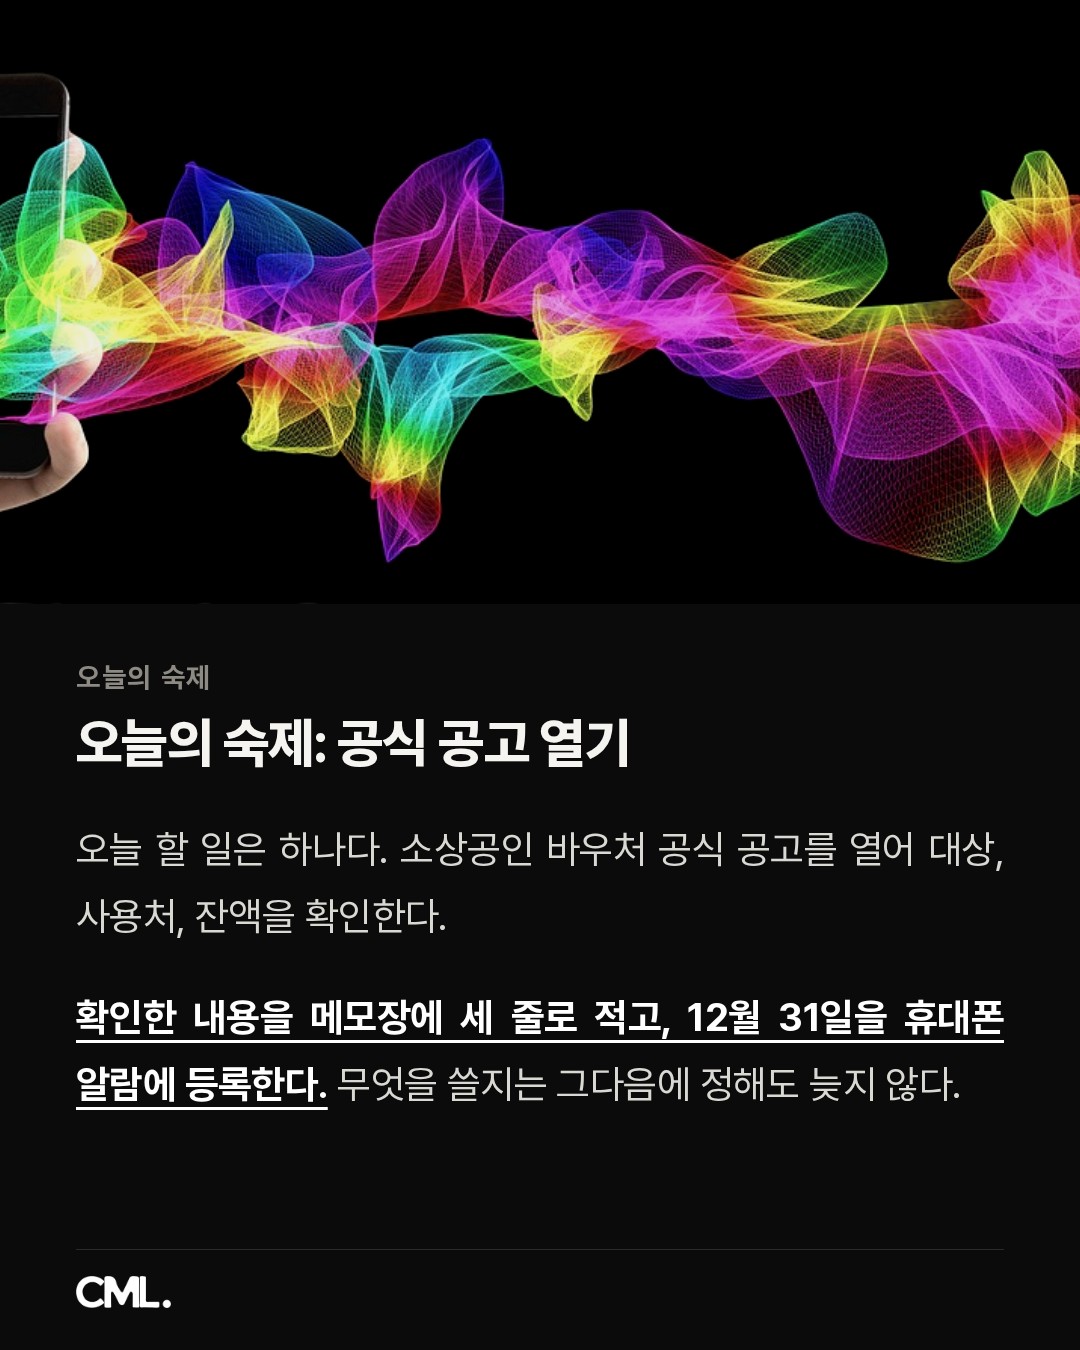 오늘의 숙제
오늘의 숙제: 공식 공고 열기
오늘 할 일은 하나다. 소상공인 바우처 공식 공고를 열어 대상,
사용처, 잔액을 확인한다.
확인한 내용을 메모장에 세 줄로 적고, 12월 31일을 휴대폰
알람에 등록한다. 무엇을 쓸지는 그다음에 정해도 늦지 않다.
CML.